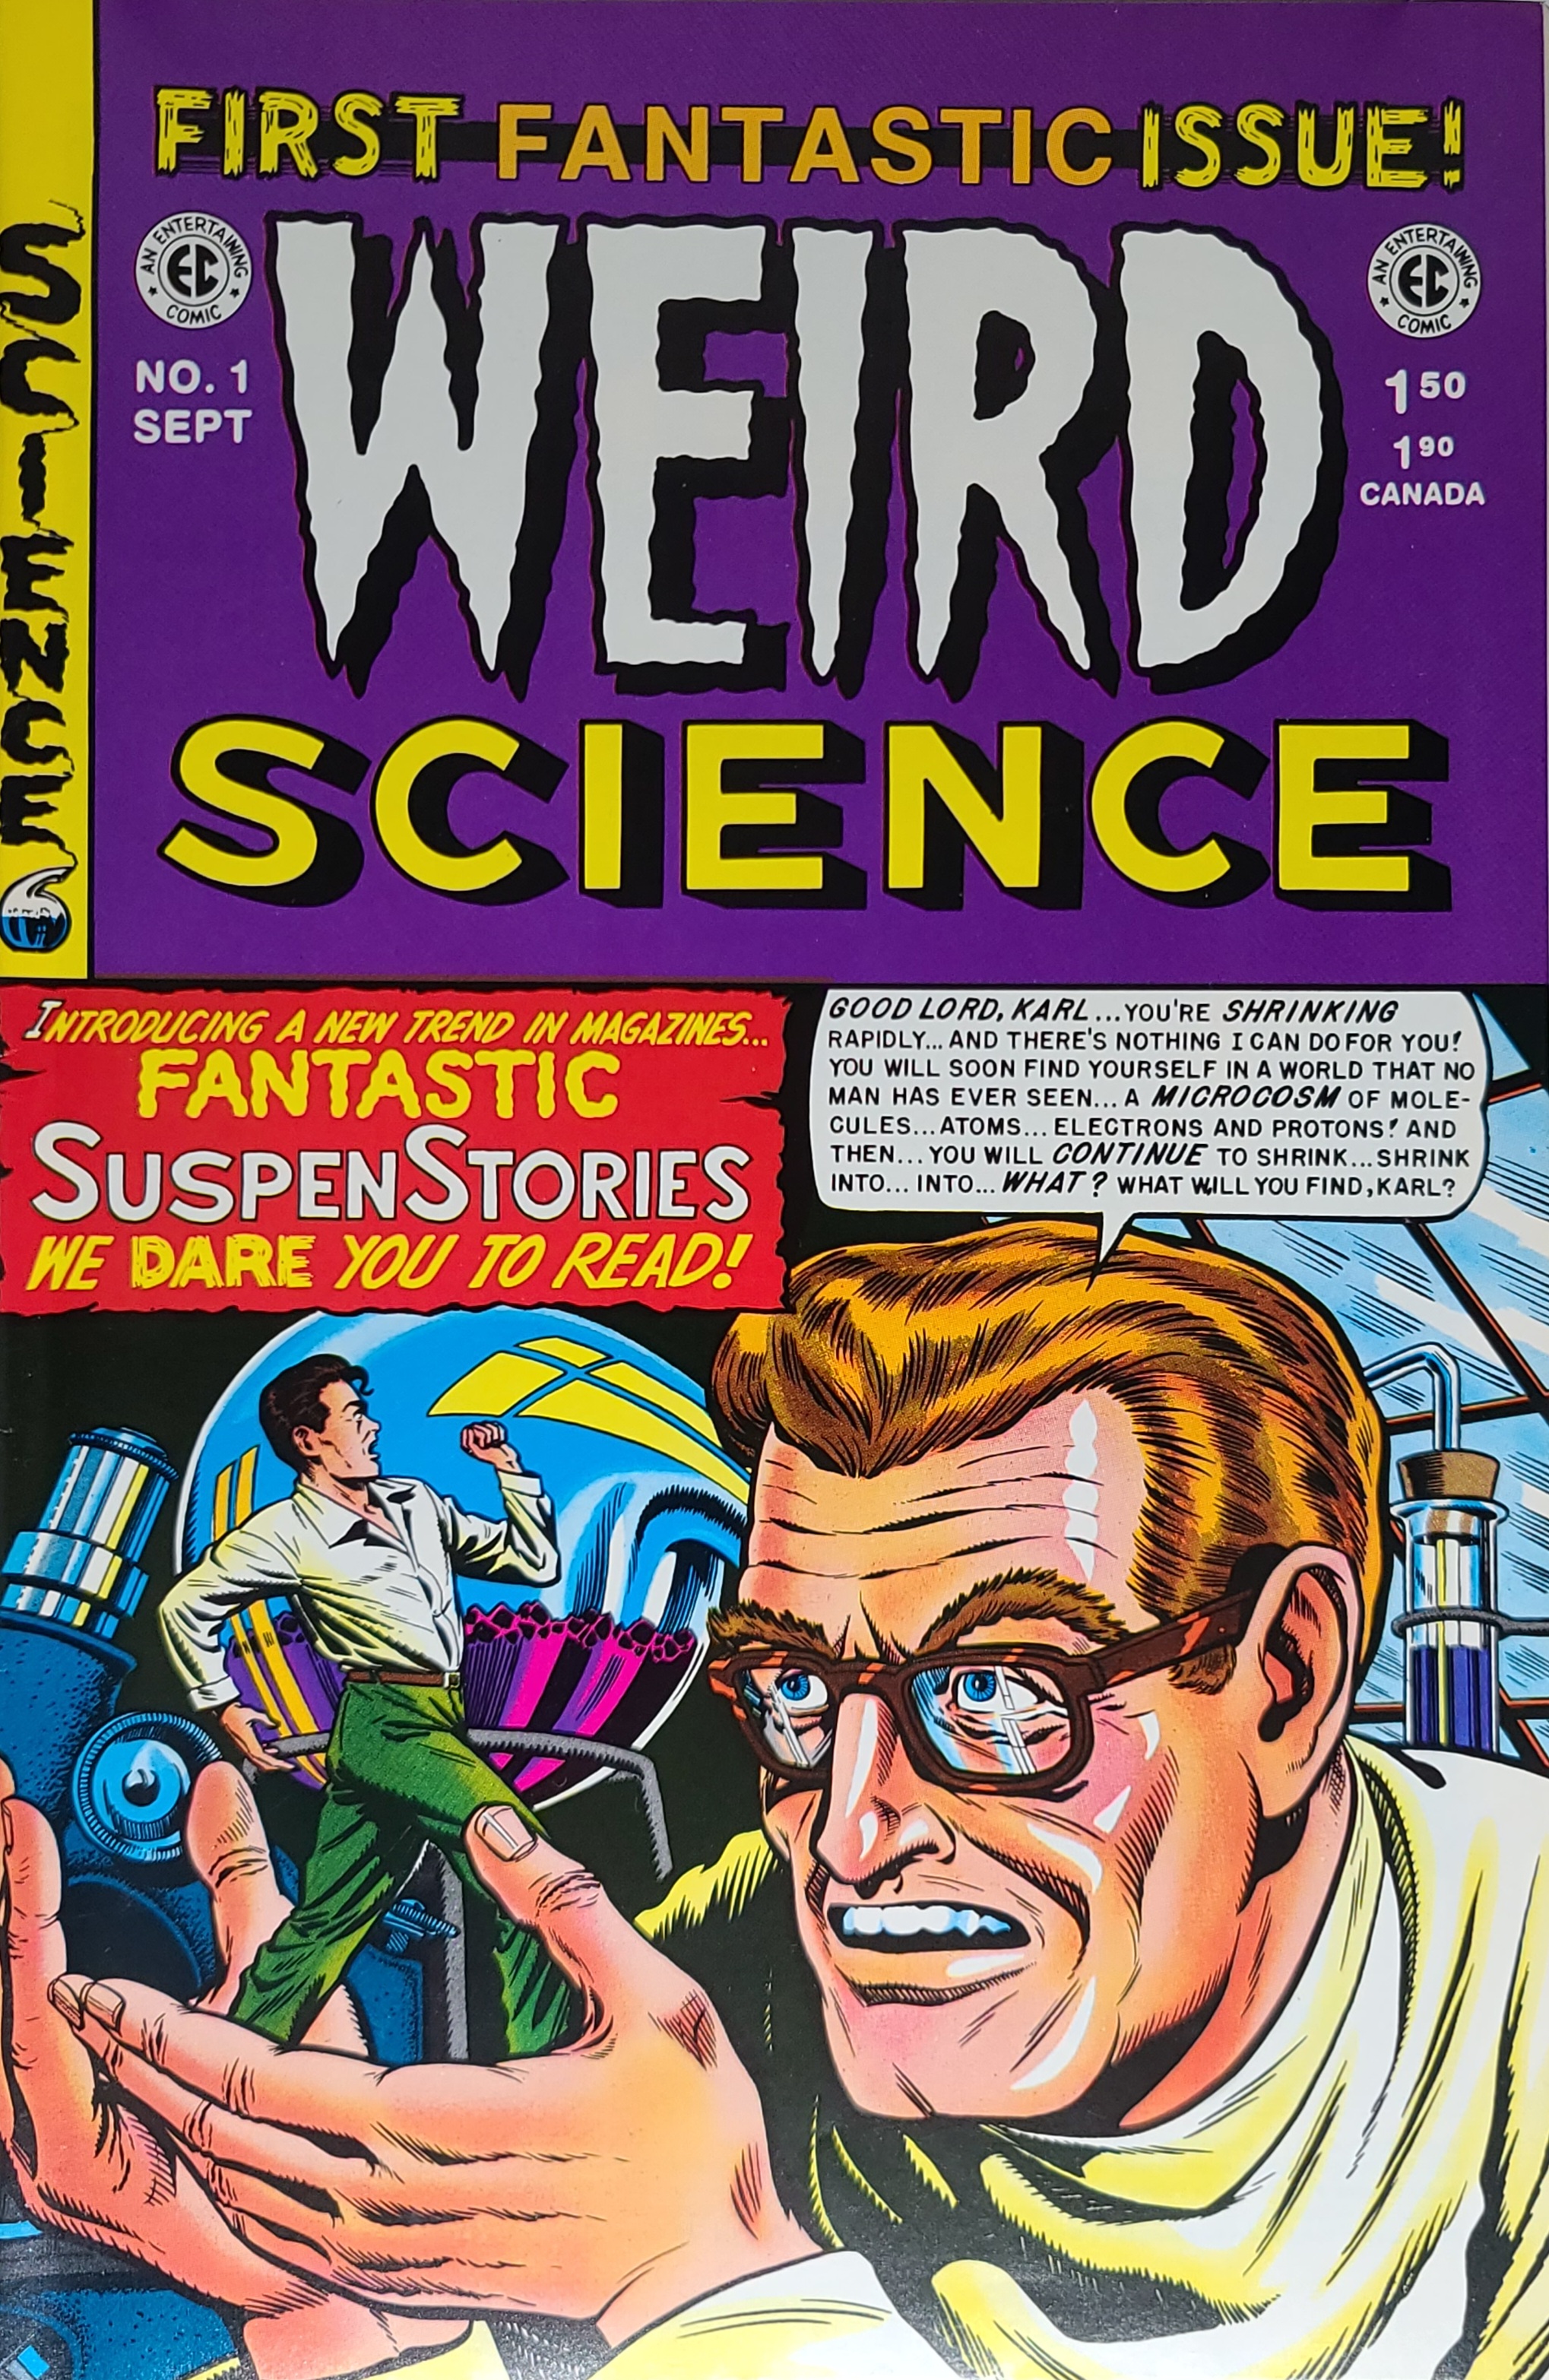 FIRST FANTASTIC ISSUE!
AN ENTERTAINING
EC
COMIC
NO. 1
SEPT
WEIRD
AN ENTERTAINING
EC
COMIC
1 50
1 90
CANADA
SCIENCE
SCIENCE
INTRODUCING A NEW TREND IN MAGAZINES...
FANTASTIC
SUSPENSTORIES
WE DARE YOU TO READ!
GOOD LORD, KARL...YOU'RE SHRINKING
RAPIDLY...AND THERE'S NOTHING I CAN DO FOR YOU!
YOU WILL SOON FIND YOURSELF IN A WORLD THAT NO
MAN HAS EVER SEEN... A MICROCOSM OF MOLE-
CULES...ATOMS... ELECTRONS AND PROTONS! AND
THEN...YOU WILL CONTINUE TO SHRINK...SHRINK
INTO... INTO... WHAT? WHAT WILL YOU FIND, KARL?